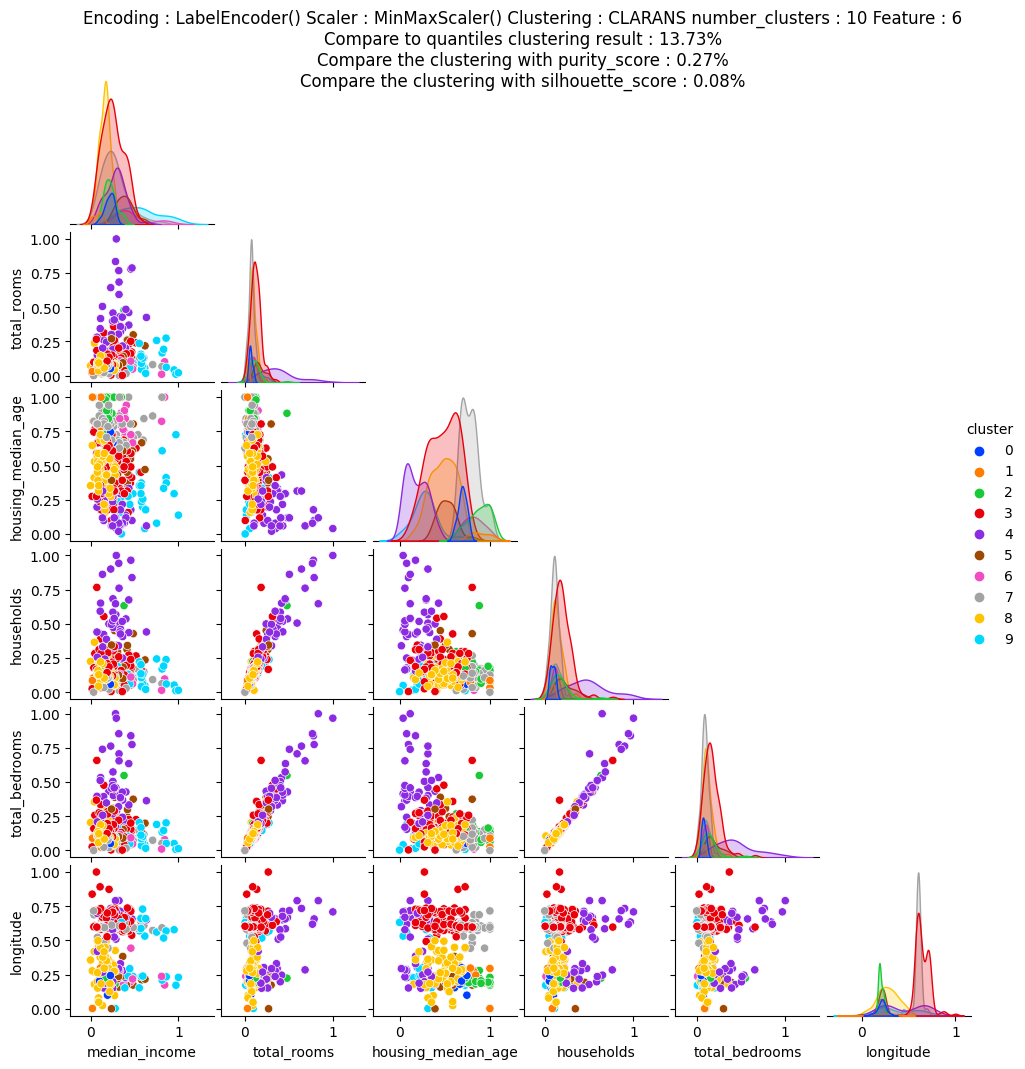 Encoding : LabelEncoder() Scaler : MinMaxScaler() Clustering : CLARANS number_clusters : 10 Feature : 6
Compare to quantiles clustering result : 13.73%
Compare the clustering with purity_score : 0.27%
Compare the clustering with silhouette_score : 0.08%
1.00
0.75
0.50
0.25
0.00
total_rooms
1.00
0.75
0.50
0.25
0.00
housing_median_age
cluster
0
1
2
3
4
5
6
7
8
9
1.00
0.75
0.50
0.25
0.00
households
1.00
0.75
0.50
0.25
0.00
total_bedrooms
1.00
0.75
0.50
0.25
0.00
longitude
0 1 0 1 0 1 0 1 0 1 0 1
median_income total_rooms housing_median_age households total_bedrooms longitude